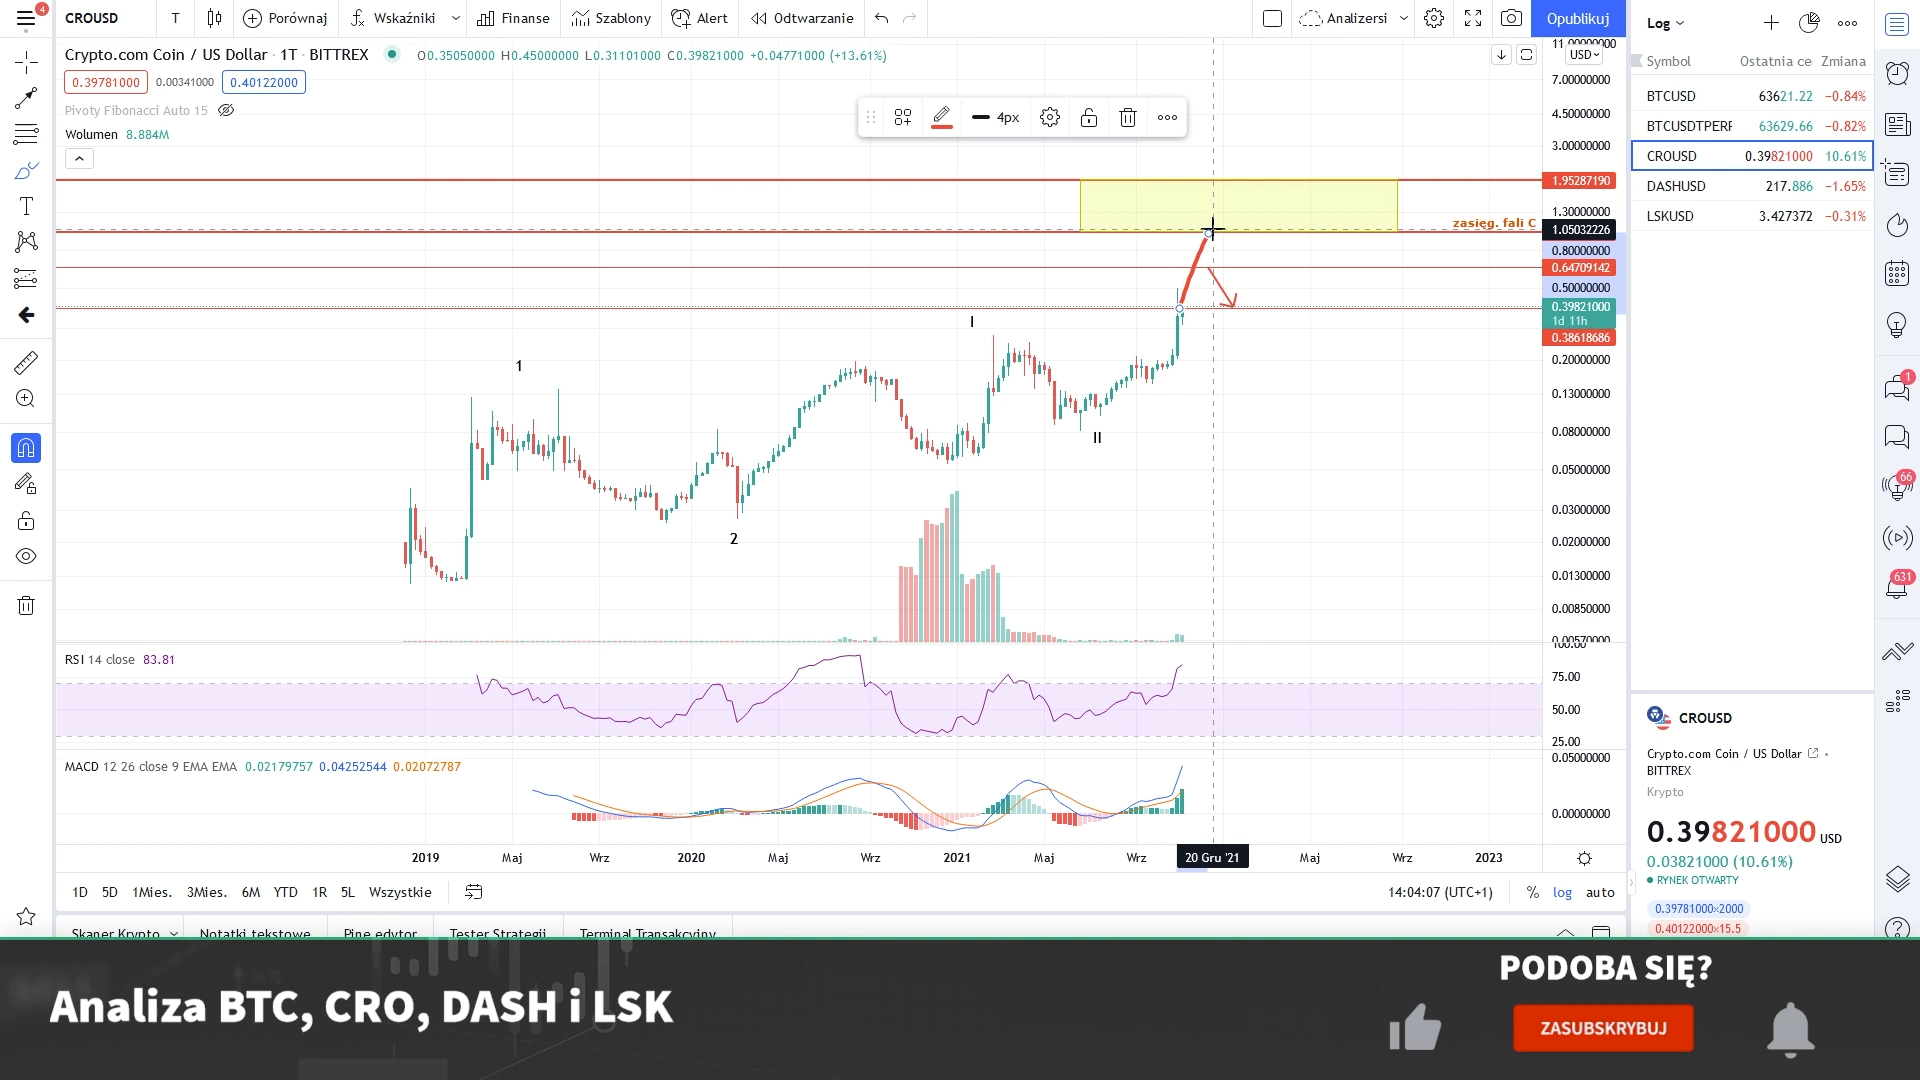 4
CROUSD
T
Porównaj
Wskaźniki
Finanse
Szablony
Alert
Odtwarzanie
Analizersi
Opublikuj
Log
Crypto.com Coin / US Dollar · 1T · BITTREX
O0.35050000 H0.45000000 L0.31101000 C0.39821000 +0.04771000 (+13.61%)
0.39781000
0.00341000
0.40122000
Pivoty Fibonacci Auto 15
Wolumen 8.884M
4px
USD
11.00000000
7.00000000
4.50000000
3.00000000
1.95287190
1.30000000
zasięg. fali C
1.05032226
0.80000000
0.64709142
0.50000000
0.39821000
1d 11h
0.38618686
0.20000000
0.13000000
0.08000000
0.05000000
0.03000000
0.02000000
0.01300000
0.00850000
0.00570000
1
2
I
II
RSI 14 close 83.81
100.00
75.00
50.00
25.00
MACD 12 26 close 9 EMA EMA 0.02179757 0.04252544 0.02072787
0.05000000
0.00000000
2019
Maj
Wrz
2020
Maj
Wrz
2021
Maj
Wrz
20 Gru '21
Maj
Wrz
2023
1D 5D 1Mies. 3Mies. 6M YTD 1R 5L Wszystkie
14:04:07 (UTC+1)
%
log
auto
Skaner Krypto
Notatki tekstowe
Pine edytor
Tester Strategii
Terminal Transakcyjny
Symbol Ostatnia ce Zmiana
BTCUSD 63621.22 −0.84%
BTCUSDTPERF 63629.66 −0.82%
CROUSD 0.39821000 10.61%
DASHUSD 217.886 −1.65%
LSKUSD 3.427372 −0.31%
1
66
631
CROUSD
Crypto.com Coin / US Dollar
BITTREX
Krypto
0.39821000 USD
0.03821000 (10.61%)
RYNEK OTWARTY
0.39781000×2000
0.40122000×15.5
Analiza BTC, CRO, DASH i LSK
PODOBA SIĘ?
ZASUBSKRYBUJ